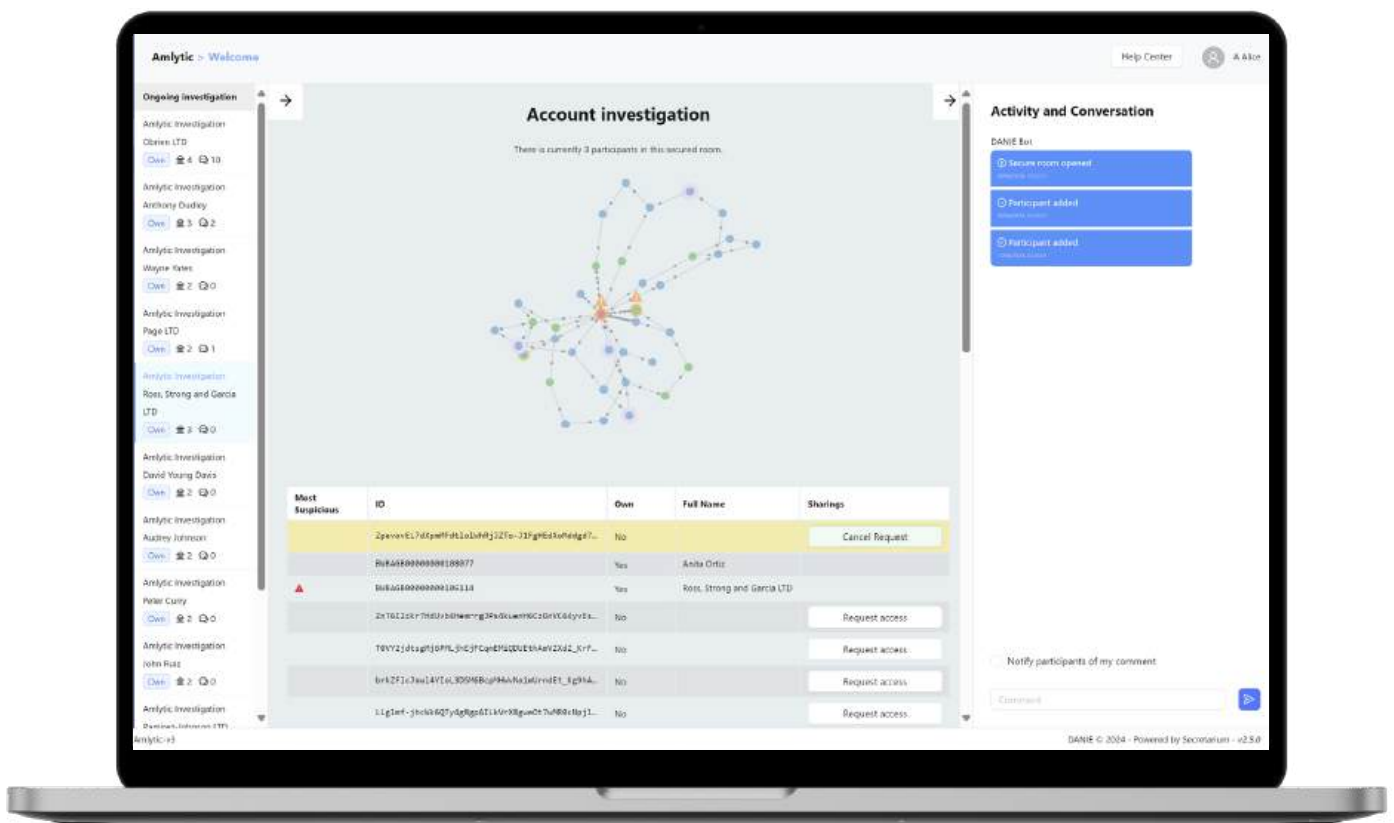 Amlytic > Welcome
Help Center
A Alice
Ongoing investigation
Amlytic Investigation
Obrien LTD
Own 4 10
Amlytic Investigation
Anthony Dudley
Own 3 2
Amlytic Investigation
Wayne Yates
Own 2 0
Amlytic Investigation
Page LTD
Own 2 1
Amlytic Investigation
Ross, Strong and Garcia
LTD
Own 3 0
Amlytic Investigation
David Young Davis
Own 2 0
Amlytic Investigation
Audrey Johnson
Own 2 0
Amlytic Investigation
Peter Curry
Own 2 0
Amlytic Investigation
John Ruiz
Own 2 0
Amlytic Investigation
Amlytic-v3
Account investigation
There is currently 3 participants in this secured room.
Most
Suspicious
ID Own Full Name Sharings
No Cancel Request
Yes Anita Ortiz
Yes Ross, Strong and Garcia LTD
No Request access
No Request access
No Request access
No Request access
Activity and Conversation
DANIE Bot
Secure room opened
Participant added
Participant added
Notify participants of my comment
Comment
DANIE © 2024 - Powered by Secretarium - v2.5.0